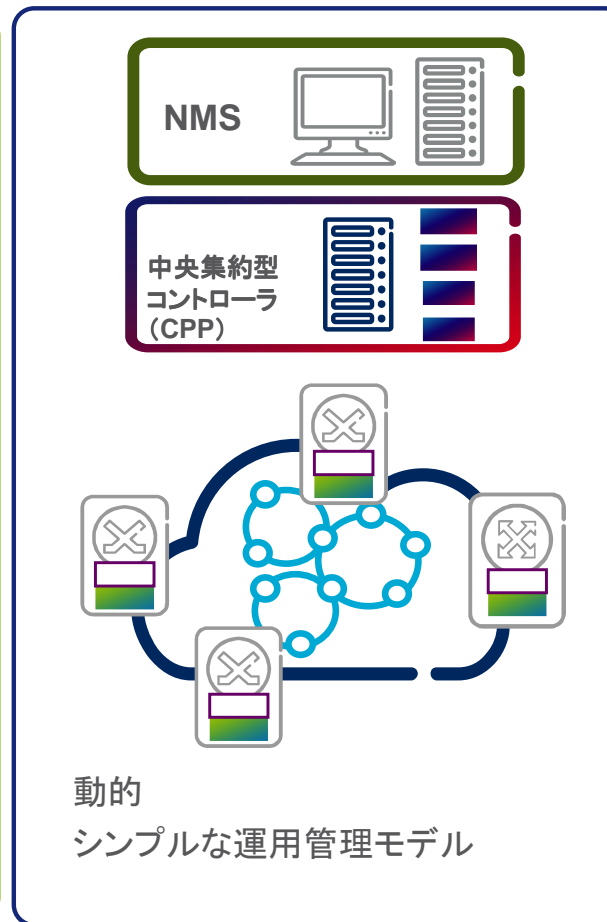 NMS
中央集約型
コントローラ
（CPP）
動的
シンプルな運用管理モデル